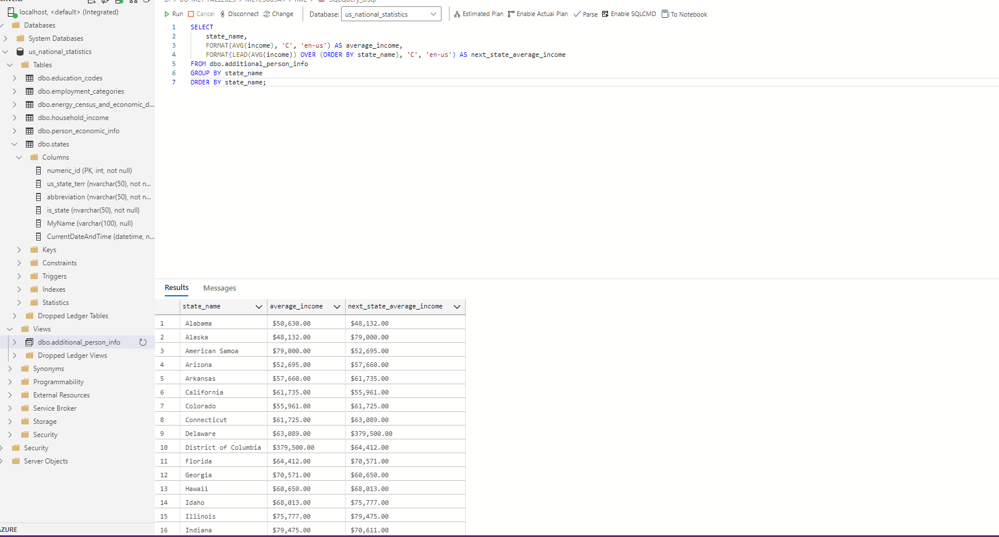 localhost, <default> (Integrated)
Databases
System Databases
us_national_statistics
Tables
dbo.education_codes
dbo.employment_categories
dbo.energy_census_and_economic_d...
dbo.household_income
dbo.person_economic_info
dbo.states
Columns
numeric_id (PK, int, not null)
us_state_terr (nvarchar(50), not n...
abbreviation (nvarchar(50), not n...
is_state (nvarchar(50), not null)
MyName (varchar(100), null)
CurrentDateAndTime (datetime, n...
Keys
Constraints
Triggers
Indexes
Statistics
Dropped Ledger Tables
Views
dbo.additional_person_info
Dropped Ledger Views
Synonyms
Programmability
External Resources
Service Broker
Storage
Security
Security
Server Objects
AZURE
Run Cancel Disconnect Change Database: us_national_statistics Estimated Plan Enable Actual Plan Parse Enable SQLCMD To Notebook
1 SELECT
2 state_name,
3 FORMAT(AVG(income), 'C', 'en-us') AS average_income,
4 FORMAT(LEAD(AVG(income)) OVER (ORDER BY state_name), 'C', 'en-us') AS next_state_average_income
5 FROM dbo.additional_person_info
6 GROUP BY state_name
7 ORDER BY state_name;
Results Messages
state_name average_income next_state_average_income
1 Alabama $50,630.00 $48,132.00
2 Alaska $48,132.00 $79,000.00
3 American Samoa $79,000.00 $52,695.00
4 Arizona $52,695.00 $57,660.00
5 Arkansas $57,660.00 $61,735.00
6 California $61,735.00 $55,961.00
7 Colorado $55,961.00 $61,725.00
8 Connecticut $61,725.00 $63,089.00
9 Delaware $63,089.00 $379,500.00
10 District of Columbia $379,500.00 $64,412.00
11 Florida $64,412.00 $70,571.00
12 Georgia $70,571.00 $60,650.00
13 Hawaii $60,650.00 $68,013.00
14 Idaho $68,013.00 $75,777.00
15 Illinois $75,777.00 $79,475.00
16 Indiana $79,475.00 $70,611.00